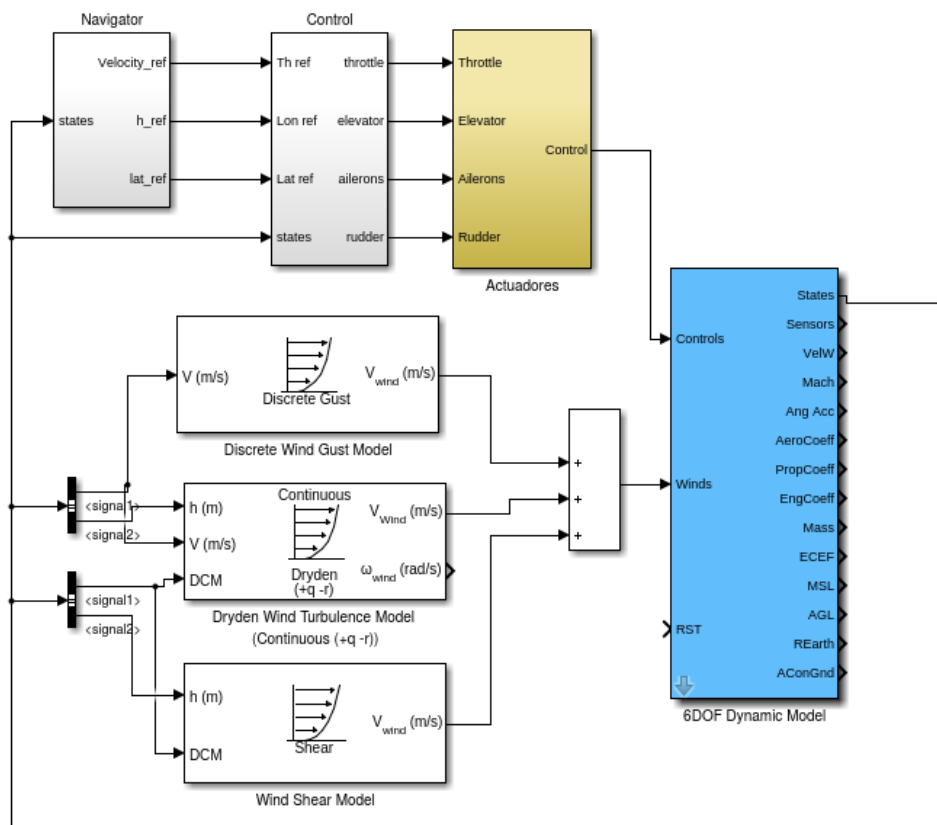 Navigator
Control
Velocity_ref
states
h_ref
lat_ref
Th ref
throttle
Lon ref
elevator
Lat ref
ailerons
states
rudder
Throttle
Elevator
Control
Ailerons
Rudder
Actuadores
V (m/s)
Discrete Gust
Vwind (m/s)
Discrete Wind Gust Model
<signal1>
<signal2>
Continuous
h (m)
VWind (m/s)
V (m/s)
DCM
Dryden
(+q -r)
ωwind (rad/s)
Dryden Wind Turbulence Model
(Continuous (+q -r))
<signal1>
<signal2>
h (m)
Vwind (m/s)
Shear
DCM
Wind Shear Model
+
+
+
States
Sensors
Controls
VelW
Mach
Ang Acc
AeroCoeff
PropCoeff
Winds
EngCoeff
Mass
ECEF
MSL
AGL
RST
REarth
AConGnd
6DOF Dynamic Model